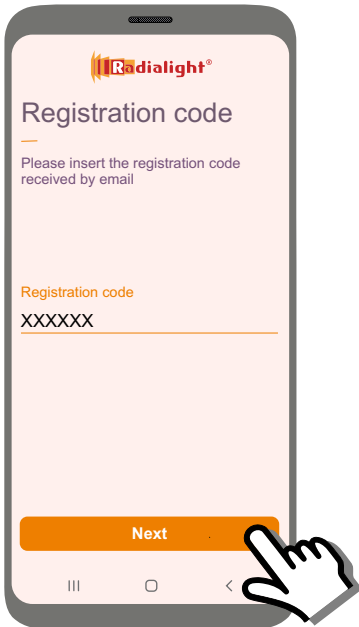 Radialight®
Registration code
Please insert the registration code
received by email
Registration code
XXXXXX
Next